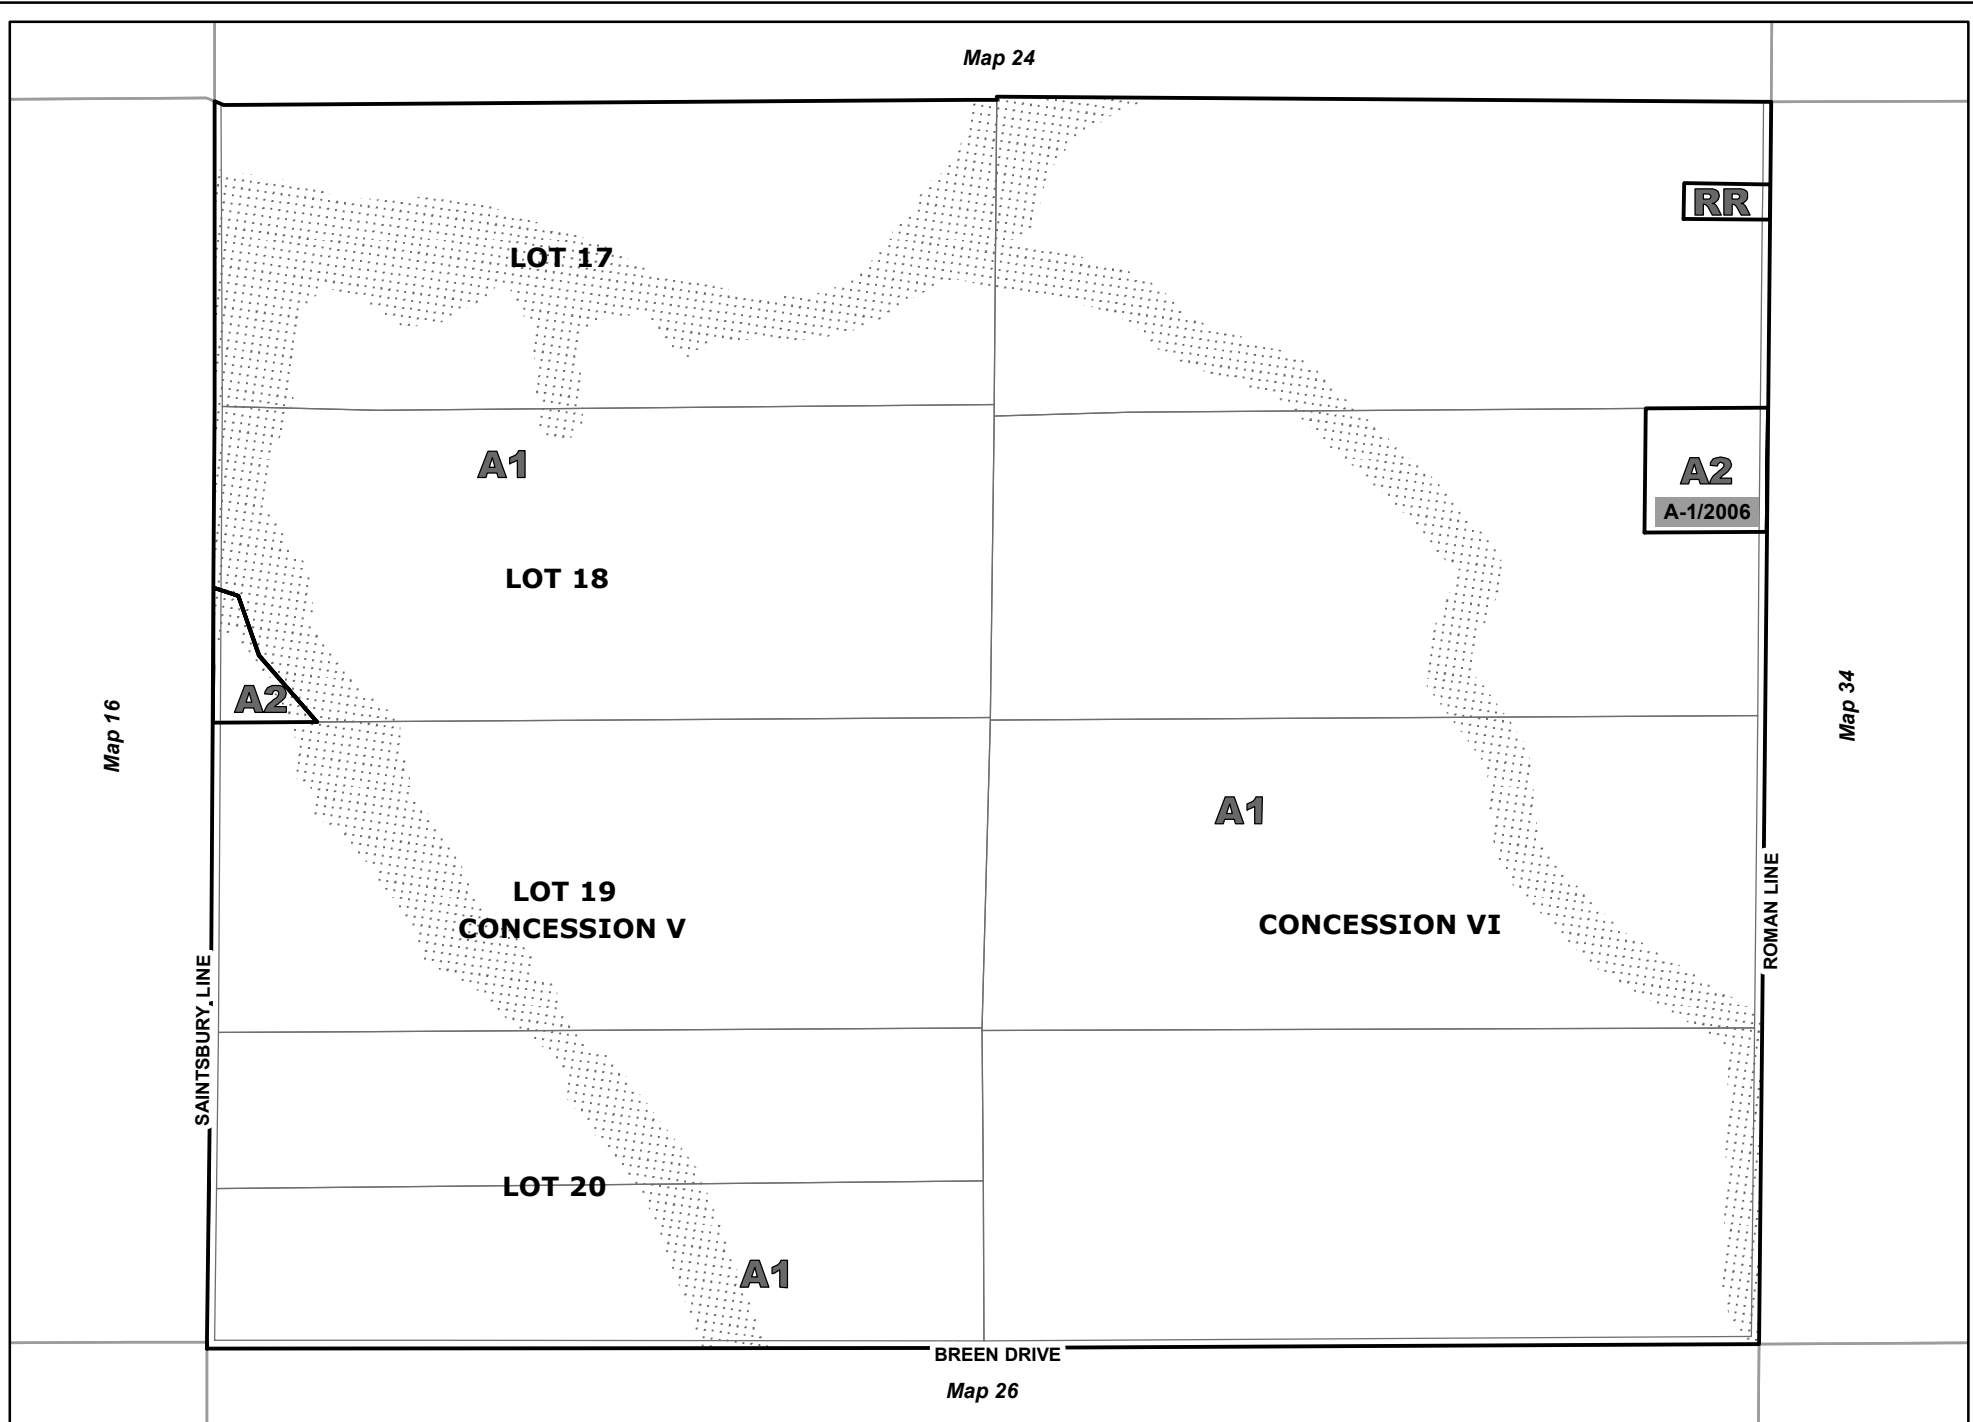 Map 24
RR
LOT 17
A1
A2
A-1/2006
LOT 18
A2
Map 16
Map 34
A1
LOT 19
CONCESSION V
CONCESSION VI
ROMAN LINE
SAINTSBURY LINE
LOT 20
A1
BREEN DRIVE
Map 26